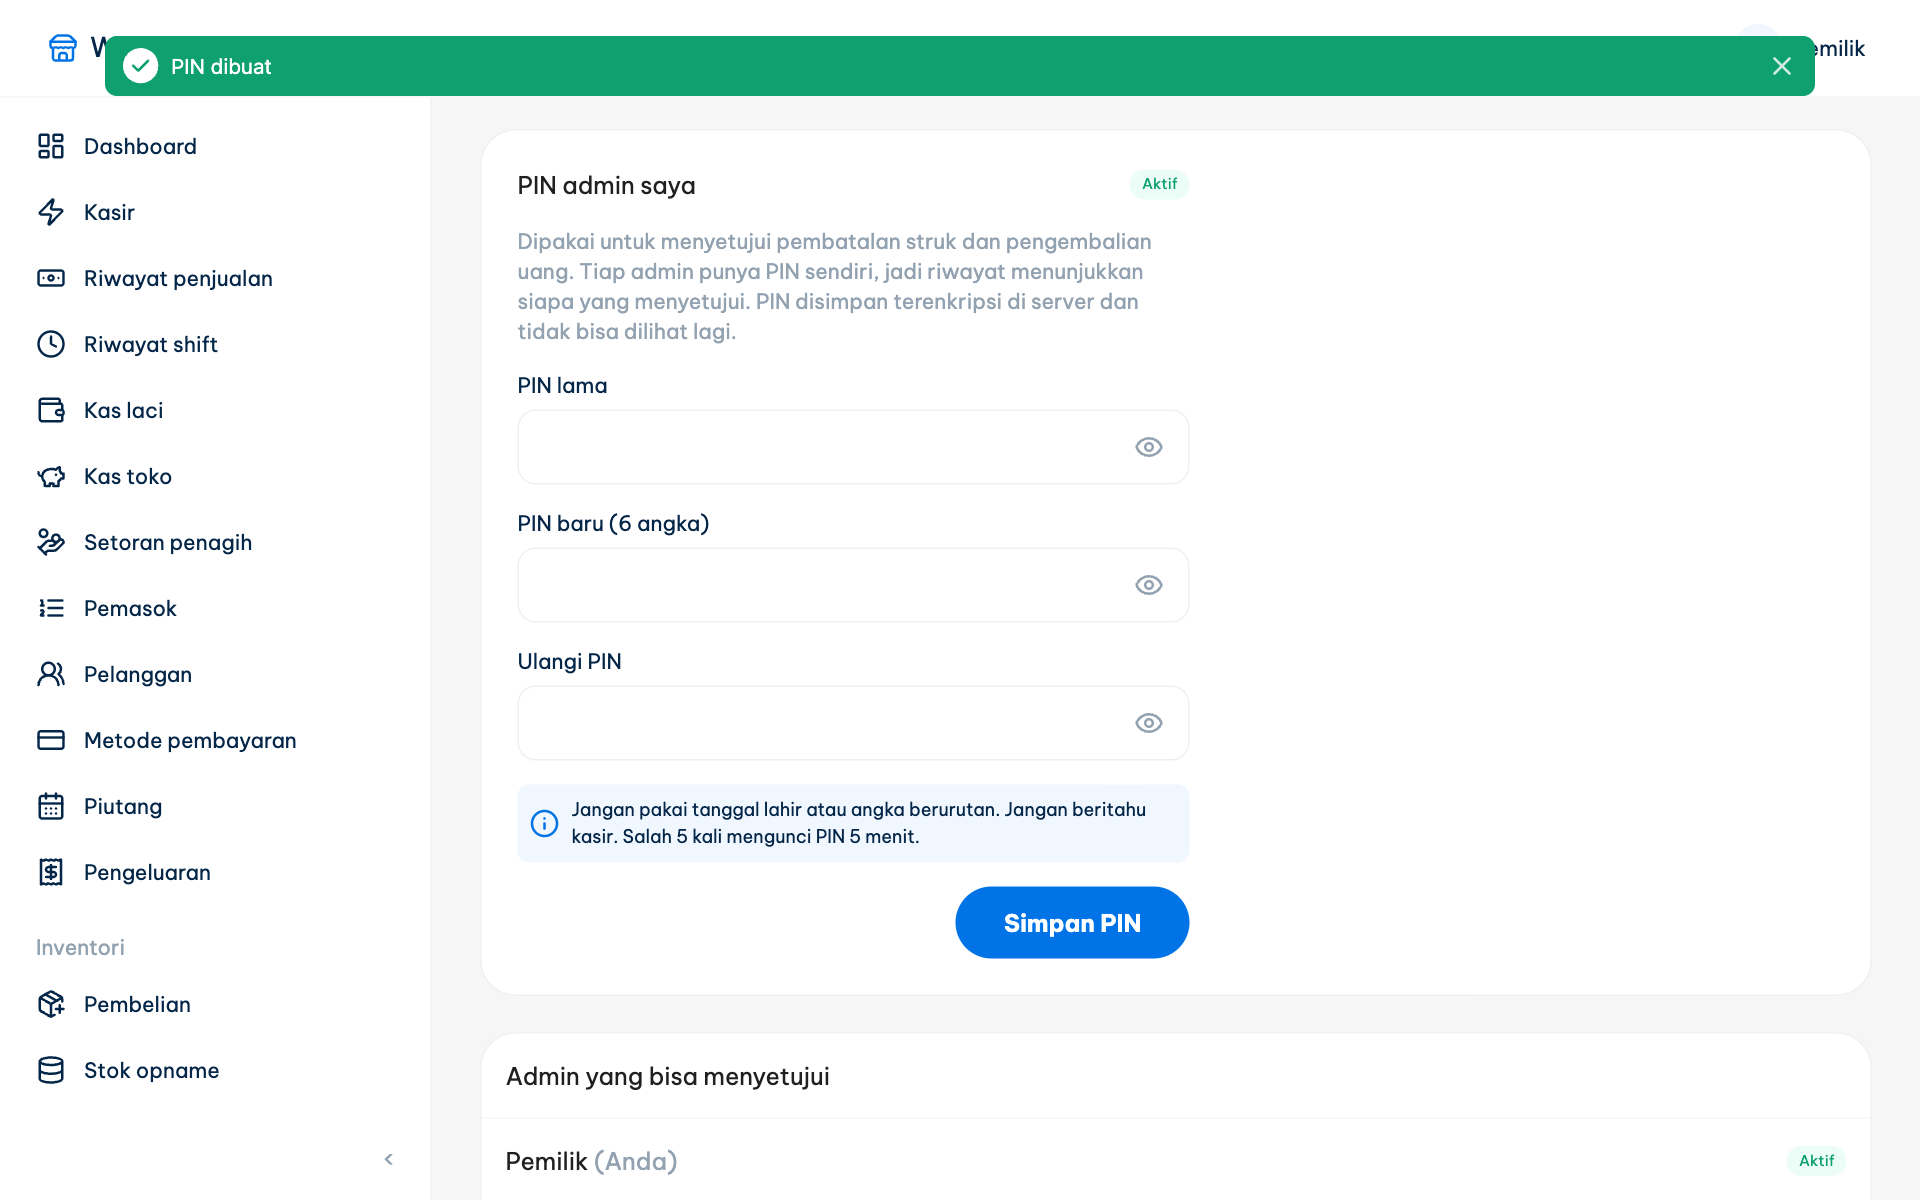 PIN dibuat
Dashboard
Kasir
Riwayat penjualan
Riwayat shift
Kas laci
Kas toko
Setoran penagih
Pemasok
Pelanggan
Metode pembayaran
Piutang
Pengeluaran
Inventori
Pembelian
Stok opname
PIN admin saya
Aktif
Dipakai untuk menyetujui pembatalan struk dan pengembalian
uang. Tiap admin punya PIN sendiri, jadi riwayat menunjukkan
siapa yang menyetujui. PIN disimpan terenkripsi di server dan
tidak bisa dilihat lagi.
PIN lama
PIN baru (6 angka)
Ulangi PIN
Jangan pakai tanggal lahir atau angka berurutan. Jangan beritahu
kasir. Salah 5 kali mengunci PIN 5 menit.
Simpan PIN
Admin yang bisa menyetujui
Pemilik (Anda)
Aktif